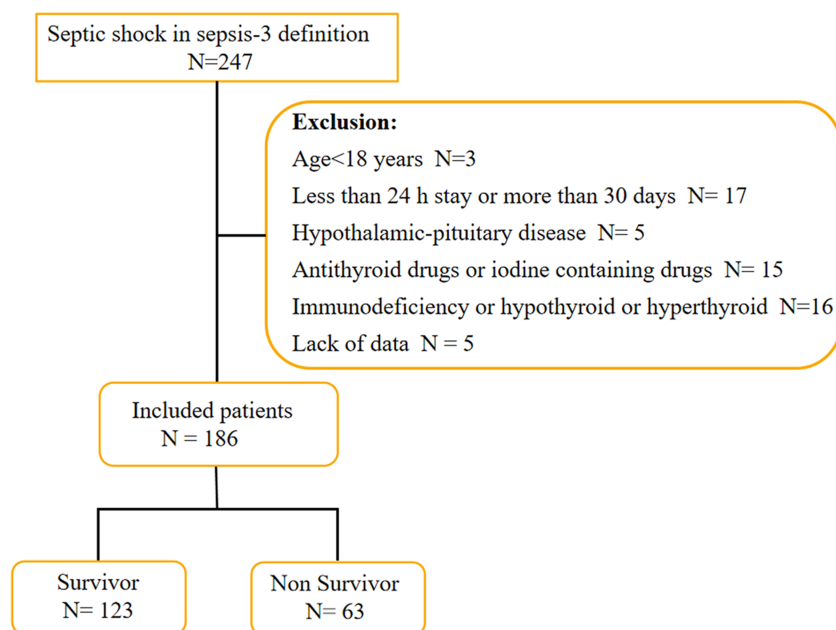 Septic shock in sepsis-3 definition
N=247
Exclusion:
Age<18 years N=3
Less than 24 h stay or more than 30 days N= 17
Hypothalamic-pituitary disease N= 5
Antithyroid drugs or iodine containing drugs N= 15
Immunodeficiency or hypothyroid or hyperthyroid N=16
Lack of data N = 5
Included patients
N = 186
Survivor
N= 123
Non Survivor
N= 63